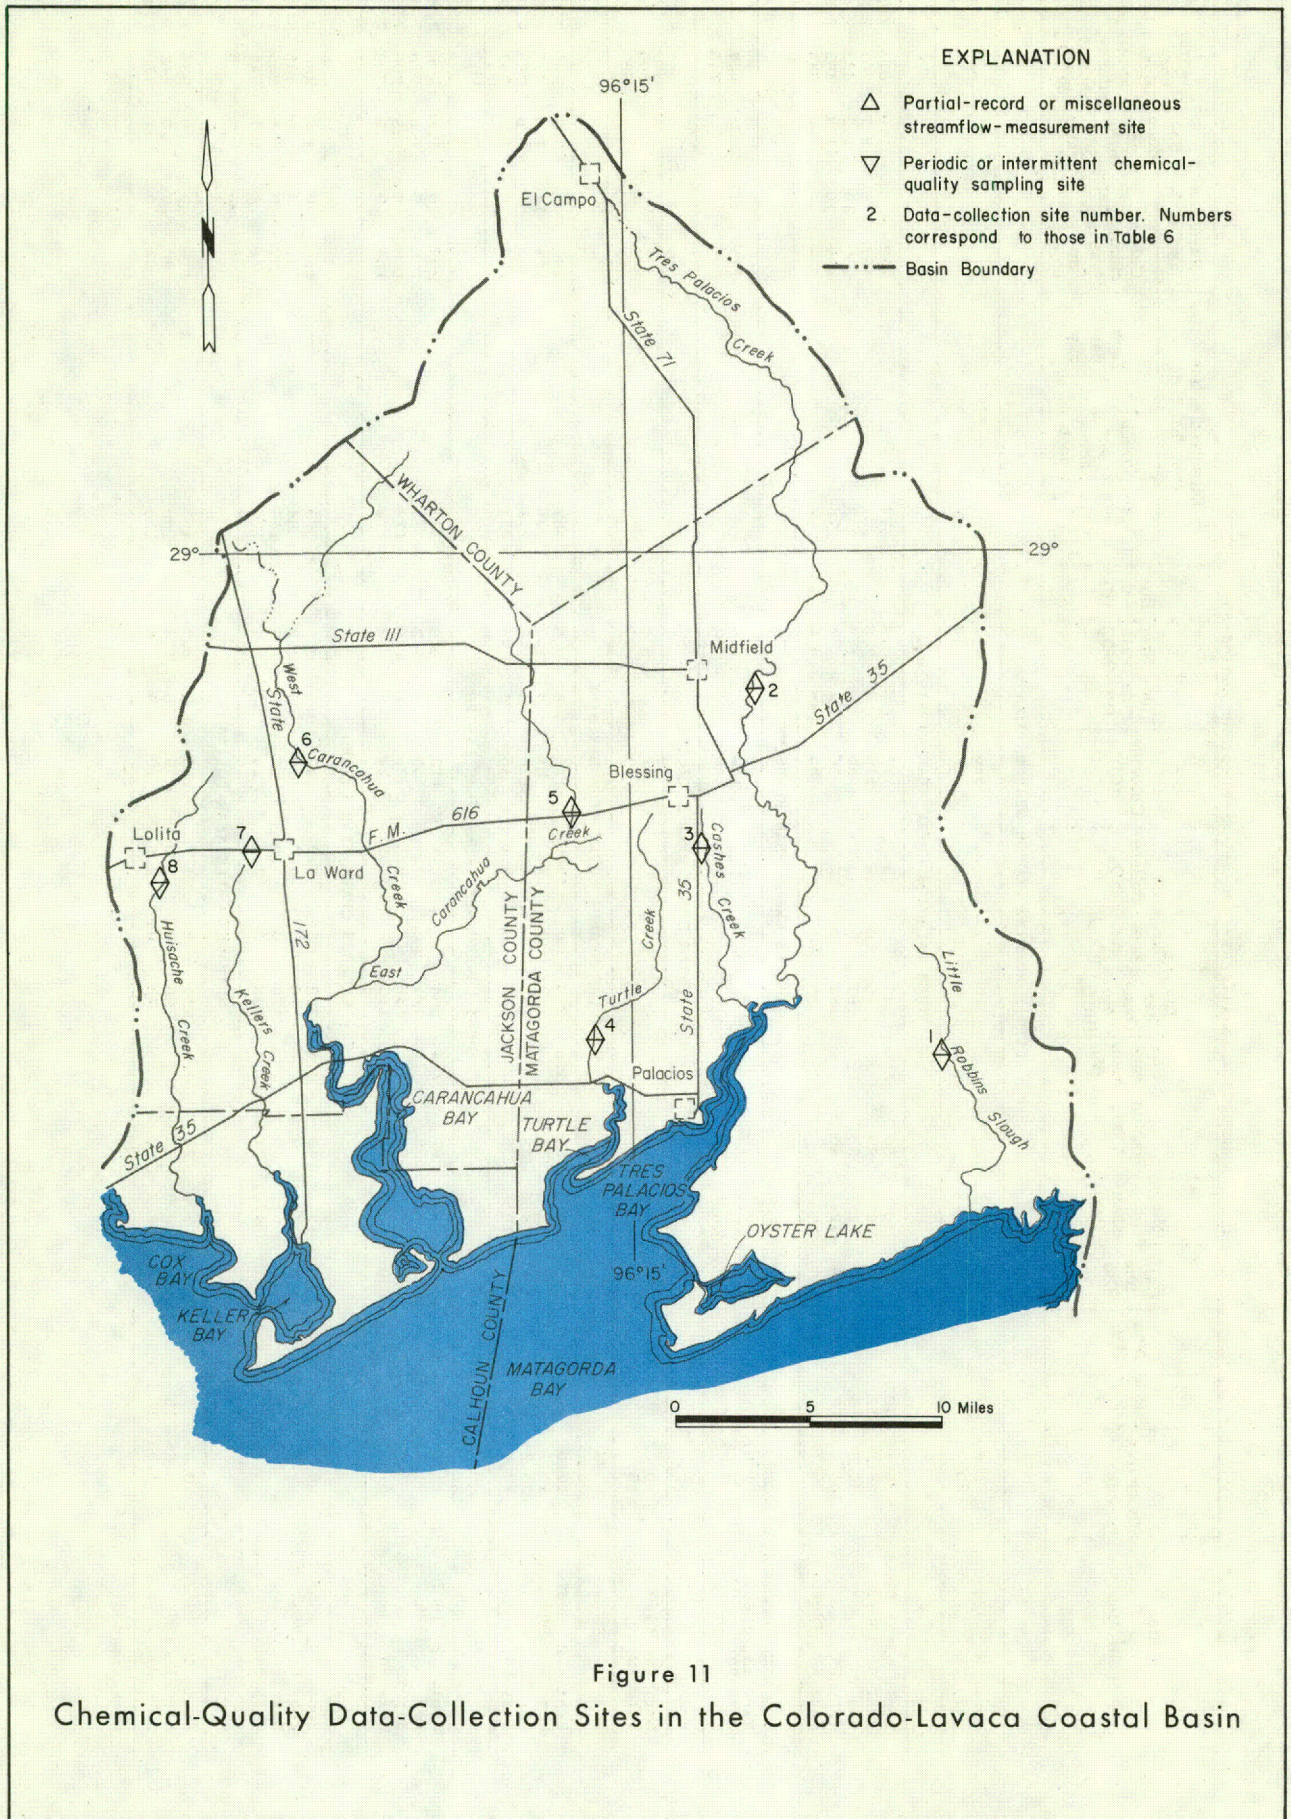 EXPLANATION
Partial-record or miscellaneous
streamflow-measurement site
Periodic or intermittent chemical-
quality sampling site
2 Data-collection site number. Numbers
correspond to those in Table 6
Basin Boundary
96°15'
N
El Campo
Tres Palacios
Creek
State 71
WHARTON COUNTY
29°
29°
State 111
Midfield
2
State 35
West
State
6
Carancahua
Blessing
5
616
F.M.
Creek
Lolita
7
8
La Ward
3
Cashes
Creek
35
State
Creek
Carancahua
East
172
JACKSON COUNTY
MATAGORDA COUNTY
Creek
Turtle
4
Huisache
Creek
Kellers
Creek
Little
1
Robbins
Slough
Palacios
State 35
CARANCAHUA
BAY
TURTLE
BAY
TRES
PALACIOS
BAY
OYSTER LAKE
COX
BAY
KELLER
BAY
96°15'
CALHOUN COUNTY
MATAGORDA
BAY
0 5 10 Miles
Figure 11
Chemical-Quality Data-Collection Sites in the Colorado-Lavaca Coastal Basin